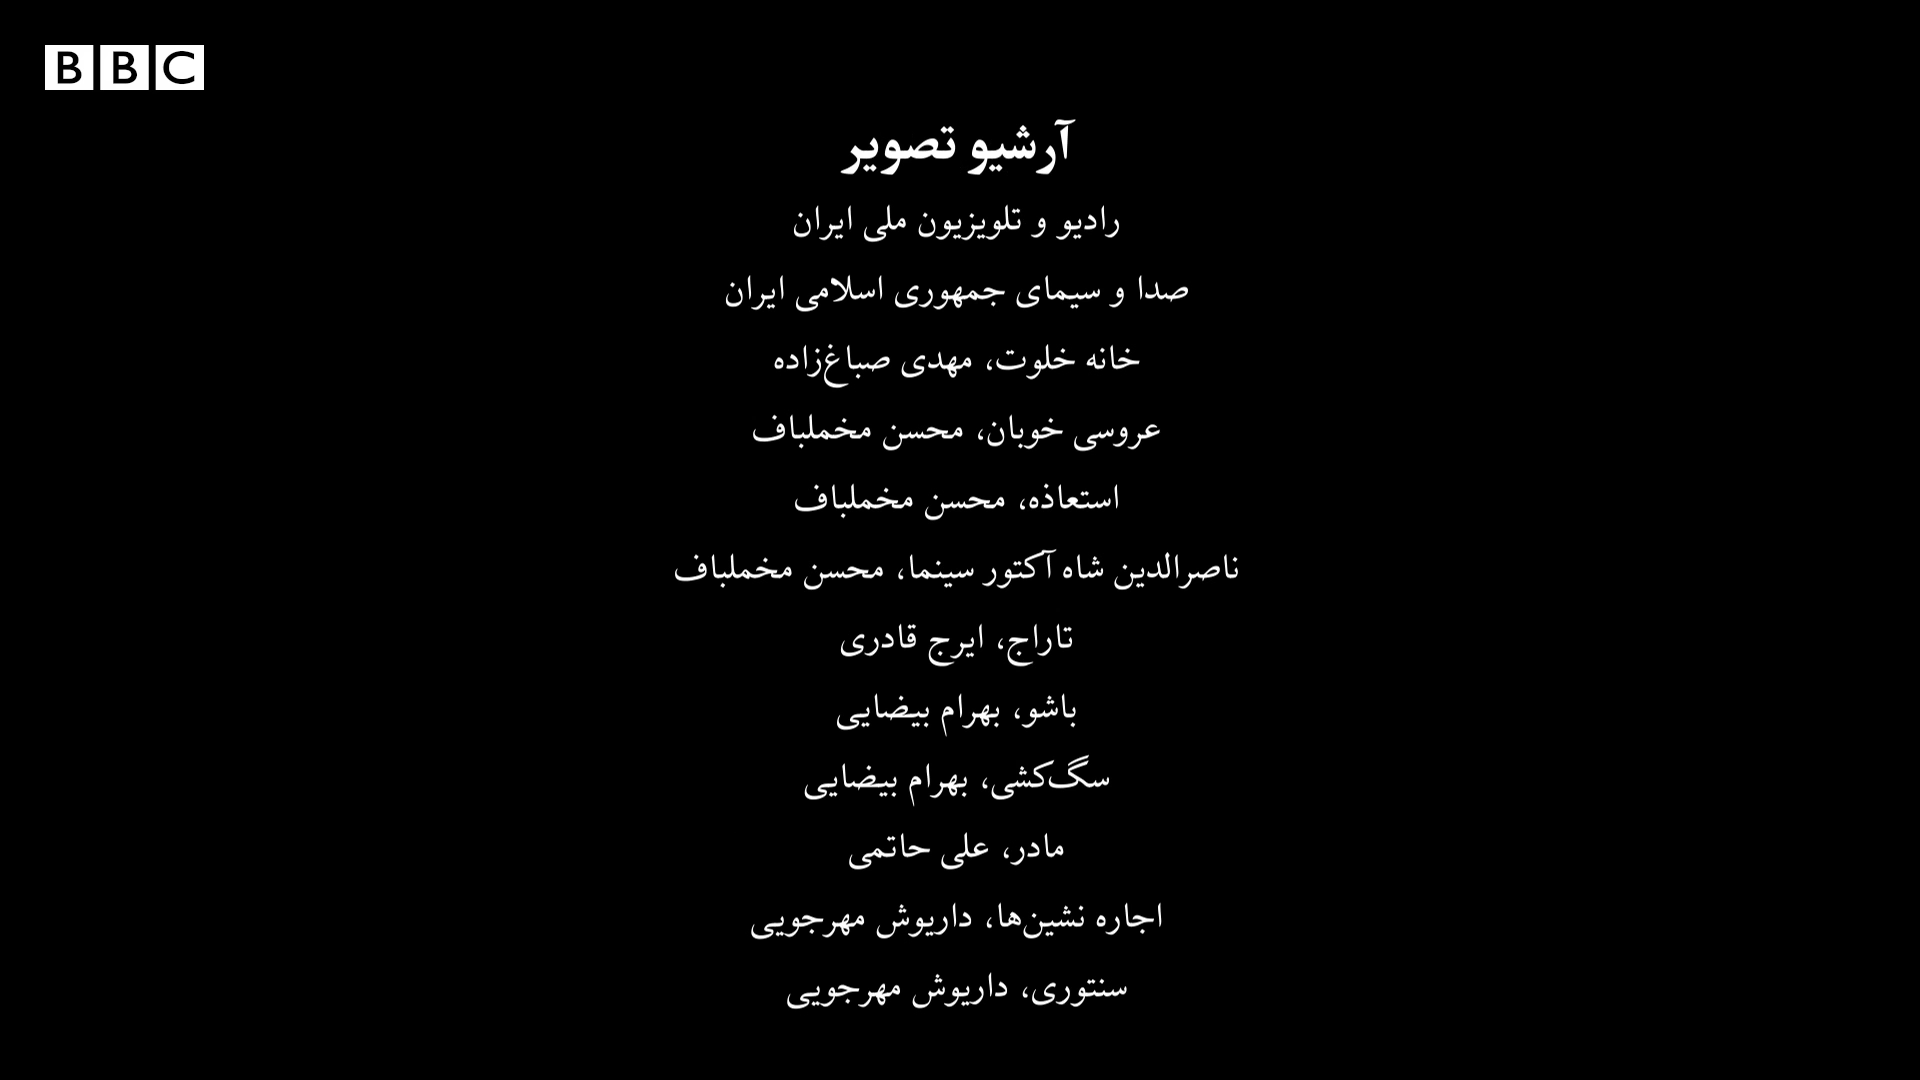 BBC
آرشیو تصویر
رادیو و تلویزیون ملی ایران
صدا و سیمای جمهوری اسلامی ایران
خانه خلوت، مهدی صباغ‌زاده
عروسی خوبان، محسن مخملباف
استعاذه، محسن مخملباف
ناصرالدین شاه آکتور سینما، محسن مخملباف
تاراج، ایرج قادری
باشو، بهرام بیضایی
سگ‌کشی، بهرام بیضایی
مادر، علی حاتمی
اجاره نشین‌ها، داریوش مهرجویی
سنتوری، داریوش مهرجویی